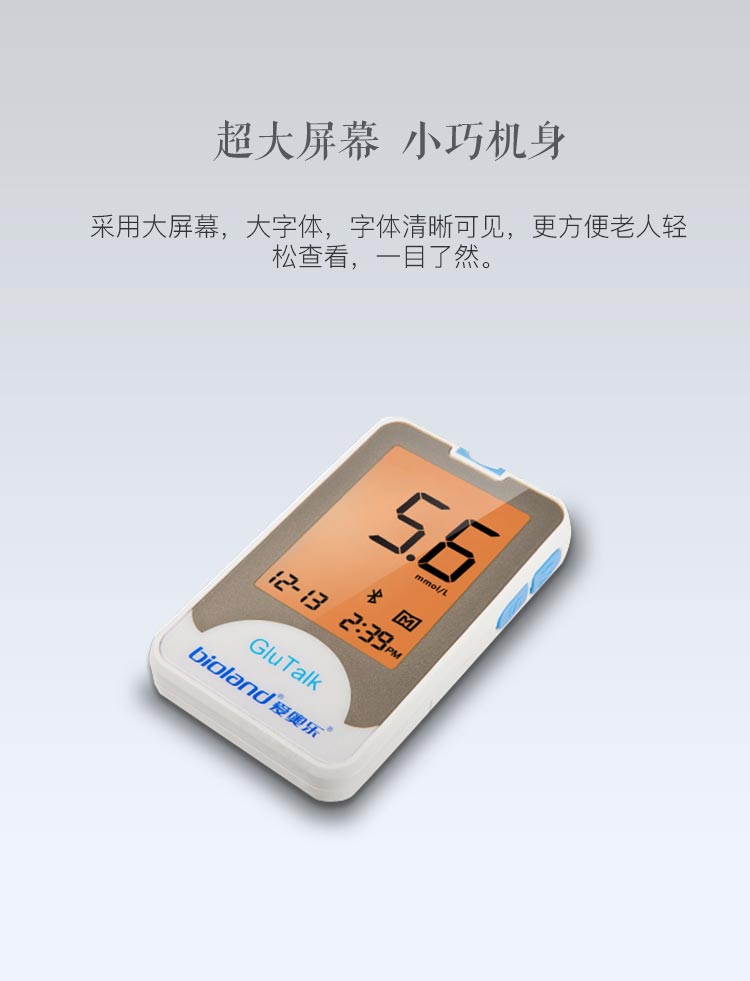 超大屏幕 小巧机身
采用大屏幕，大字体，字体清晰可见，更方便老人轻
松查看，一目了然。
5.6
mmol/L
12-13
M
2:39PM
GluTalk
bioland® 爱奥乐®